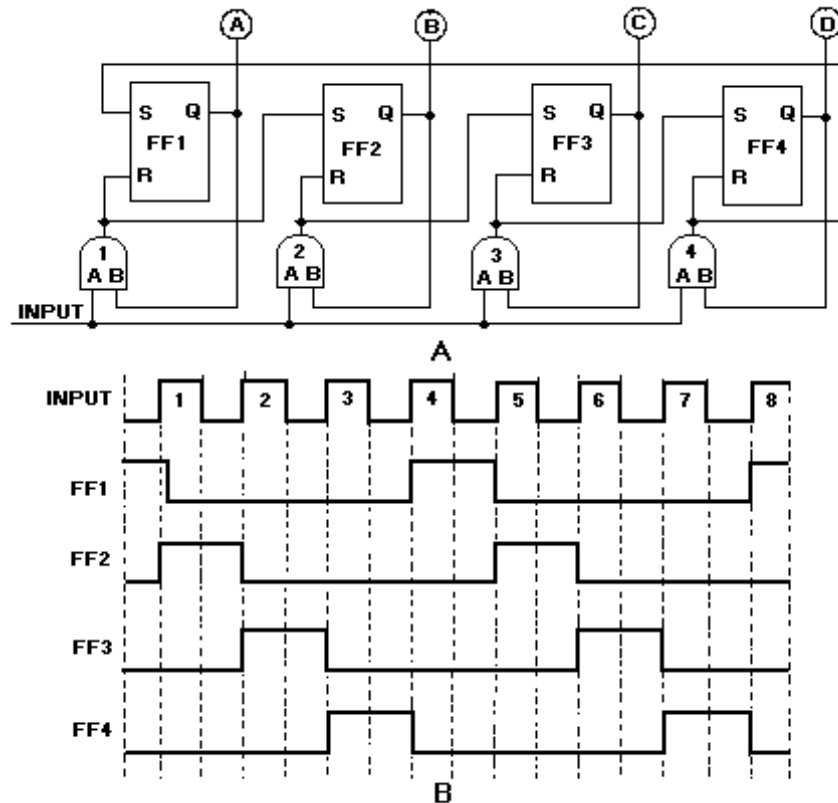 A B C D
S Q S Q S Q S Q
FF1 FF2 FF3 FF4
R R R R
1 2 3 4
A B A B A B A B
INPUT
A
INPUT 1 2 3 4 5 6 7 8
FF1
FF2
FF3
FF4
B